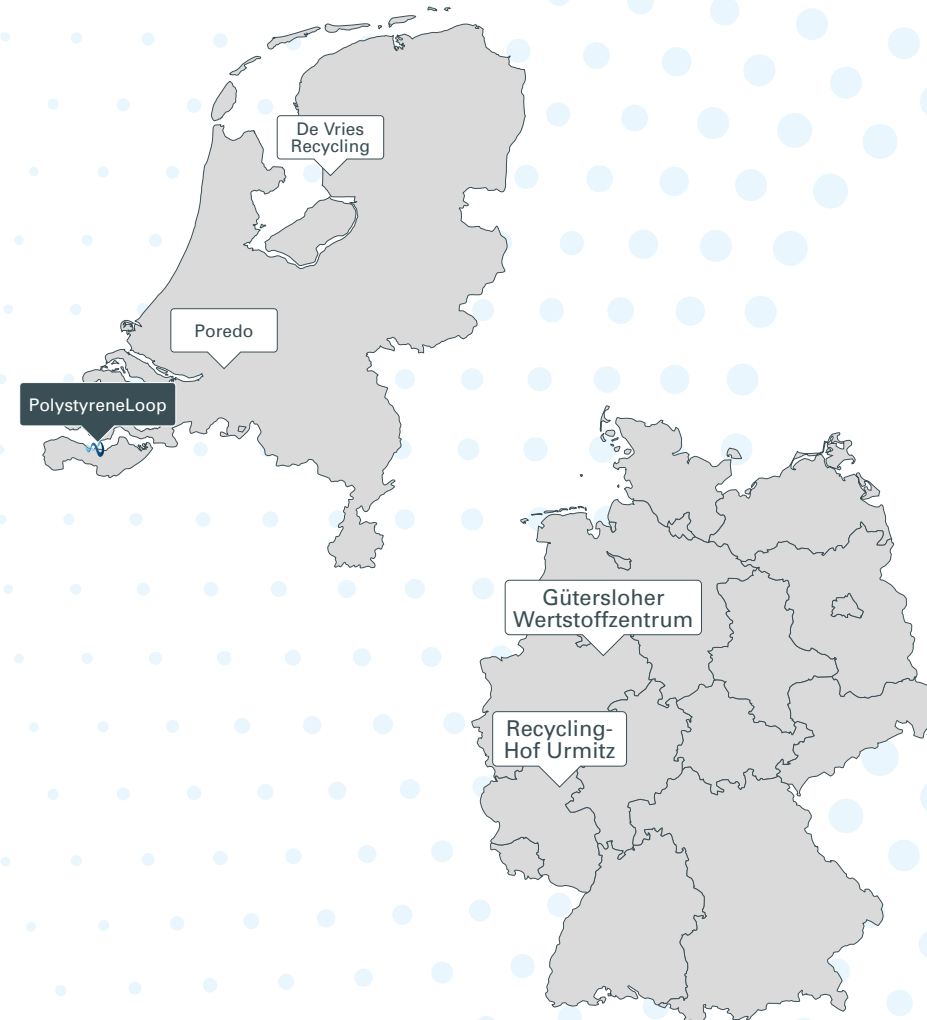 De Vries
Recycling
Poredo
PolystyreneLoop
Gütersloher
Wertstoffzentrum
Recycling-
Hof Urmitz